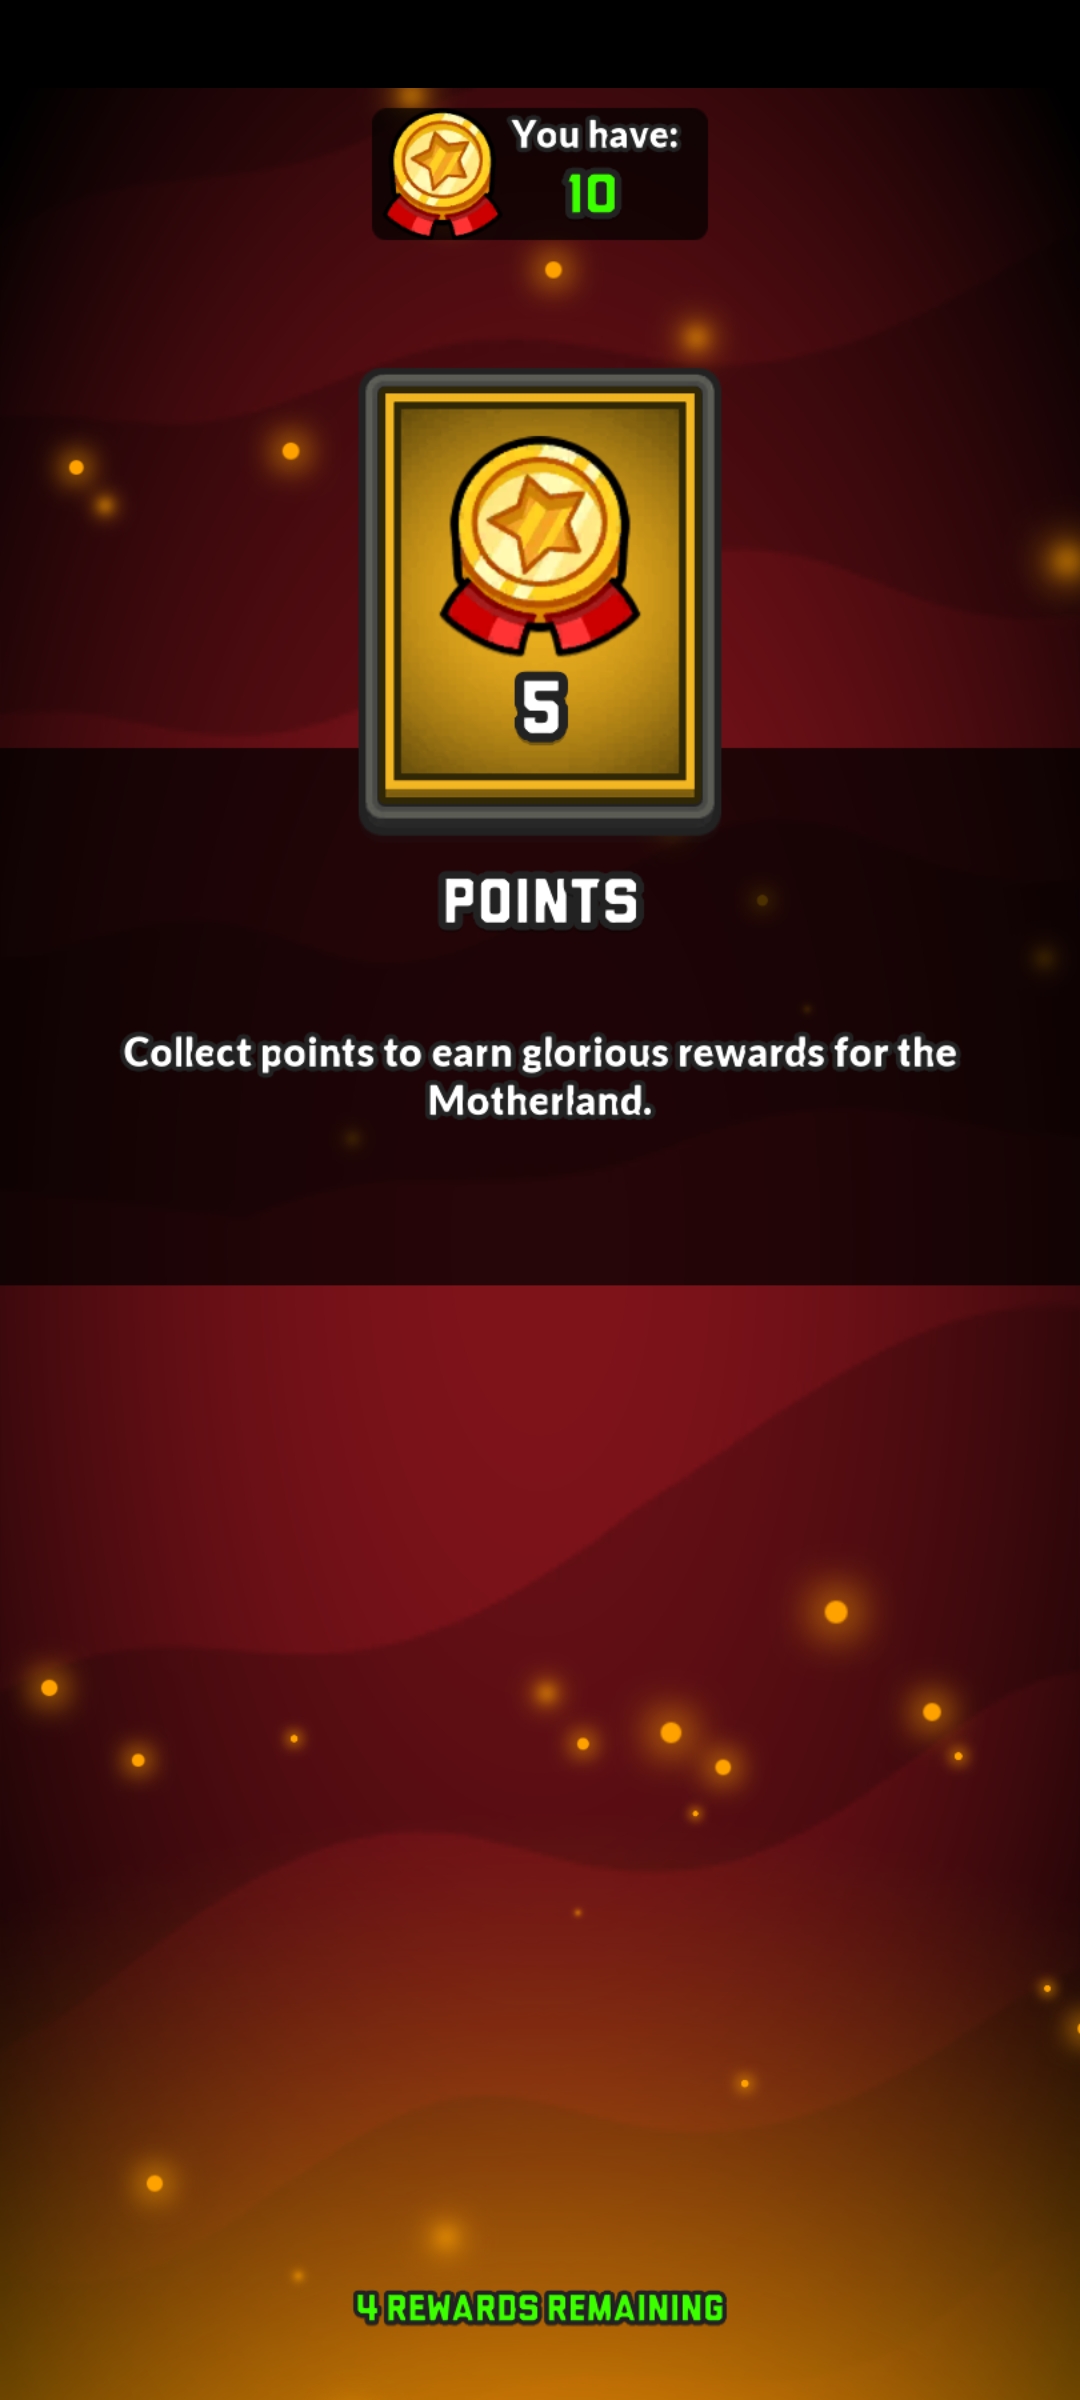 You have:
10
5
POINTS
Collect points to earn glorious rewards for the
Motherland.
4 REWARDS REMAINING